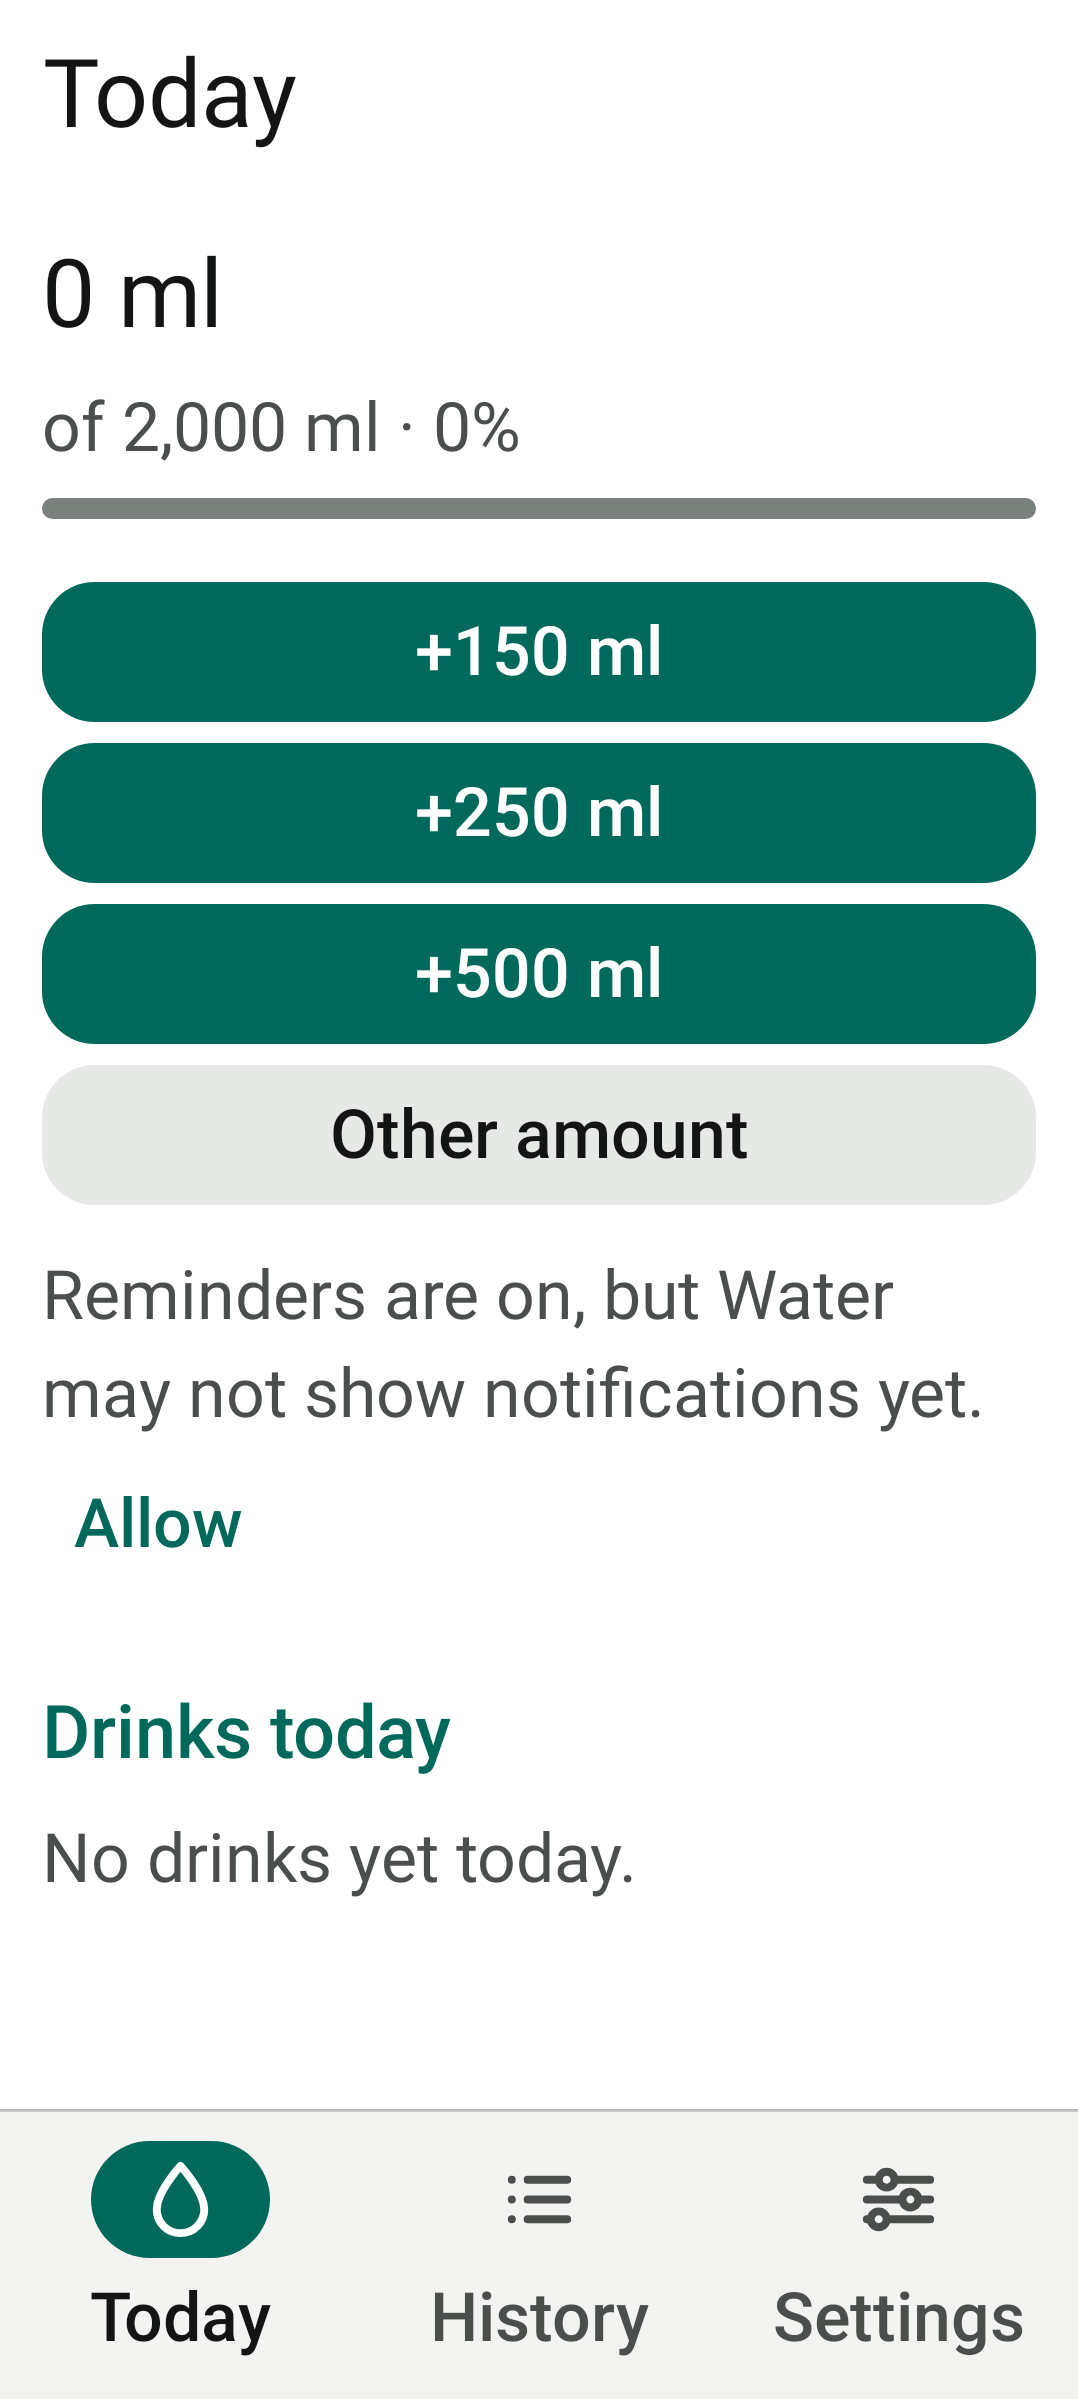 Today
0 ml
of 2,000 ml · 0%
+150 ml
+250 ml
+500 ml
Other amount
Reminders are on, but Water
may not show notifications yet.
Allow
Drinks today
No drinks yet today.
Today
History
Settings